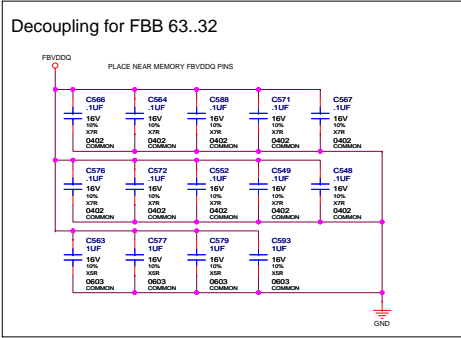 Decoupling for FBB 63..32
FBVDDQ
PLACE NEAR MEMORY FBVDDQ PINS
C566 C564 C588 C571 C567
.1UF .1UF .1UF .1UF .1UF
16V 16V 16V 16V 16V
10% 10% 10% 10% 10%
X7R X7R X7R X7R X7R
0402 0402 0402 0402 0402
COMMON COMMON COMMON COMMON COMMON
C576 C572 C552 C549 C548
.1UF .1UF .1UF .1UF .1UF
16V 16V 16V 16V 16V
10% 10% 10% 10% 10%
X7R X7R X7R X7R X7R
0402 0402 0402 0402 0402
COMMON COMMON COMMON COMMON COMMON
C563 C577 C579 C593
1UF 1UF 1UF 1UF
16V 16V 16V 16V
10% 10% 10% 10%
X5R X5R X5R X5R
0603 0603 0603 0603
COMMON COMMON COMMON COMMON
GND